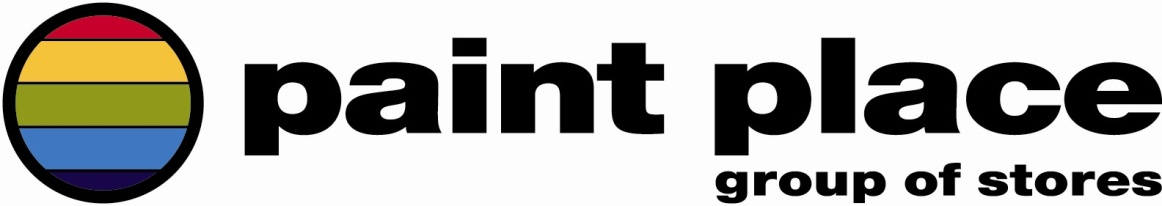 paint place
group of stores